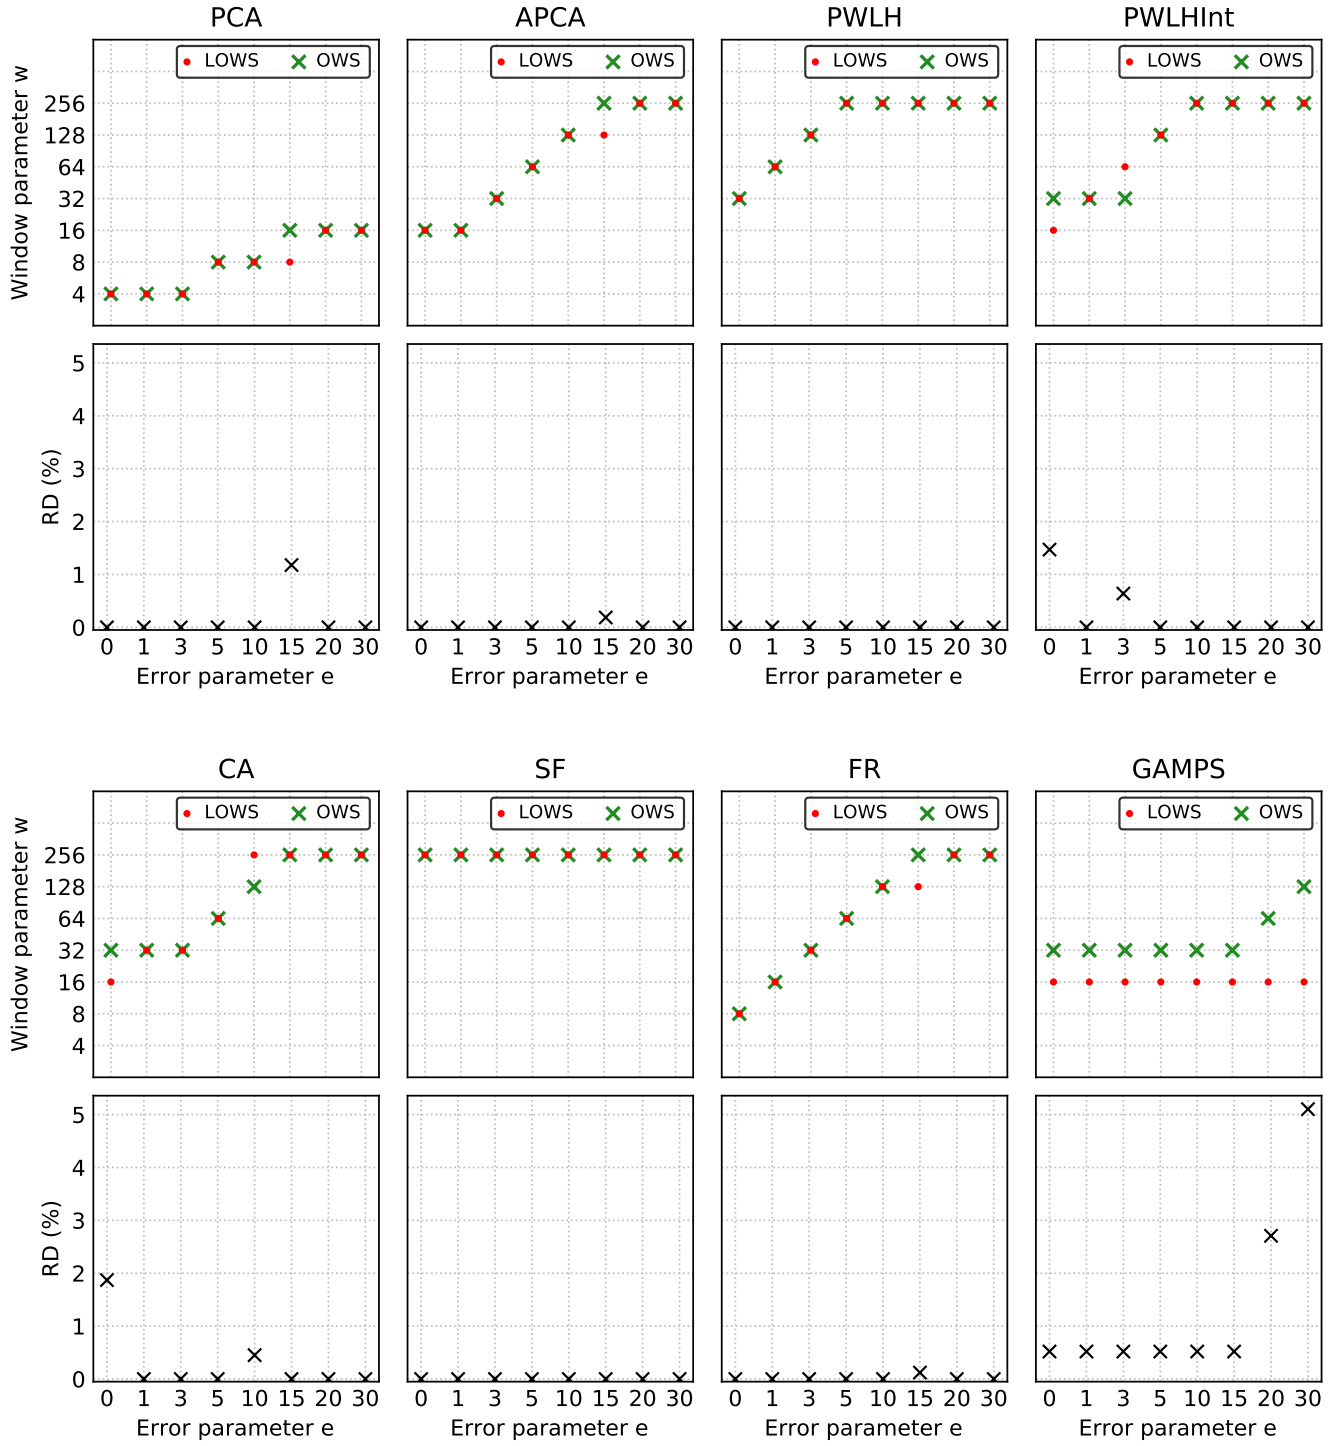 PCA APCA PWLH PWLHInt
LOWS OWS LOWS OWS LOWS OWS LOWS OWS
Window parameter w
256
128
64
32
16
8
4
RD (%)
5
4
3
2
1
0
0 1 3 5 10 15 20 30 0 1 3 5 10 15 20 30 0 1 3 5 10 15 20 30 0 1 3 5 10 15 20 30
Error parameter e Error parameter e Error parameter e Error parameter e
CA SF FR GAMPS
LOWS OWS LOWS OWS LOWS OWS LOWS OWS
Window parameter w
256
128
64
32
16
8
4
RD (%)
5
4
3
2
1
0
0 1 3 5 10 15 20 30 0 1 3 5 10 15 20 30 0 1 3 5 10 15 20 30 0 1 3 5 10 15 20 30
Error parameter e Error parameter e Error parameter e Error parameter e